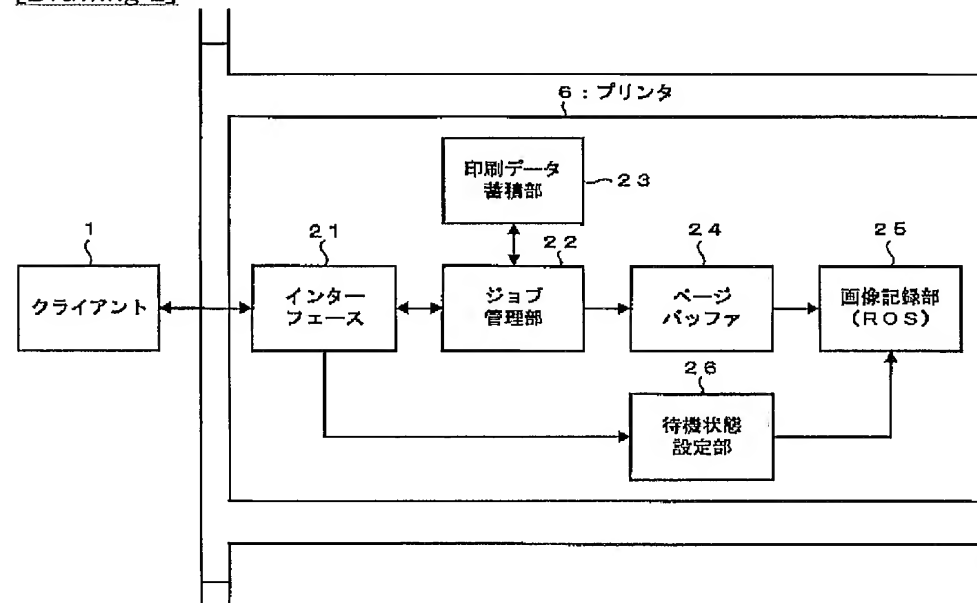 6：プリンタ
印刷データ
蓄積部
23
1
クライアント
21
インター
フェース
22
ジョブ
管理部
24
ページ
バッファ
25
画像記録部
（ROS）
26
待機状態
設定部